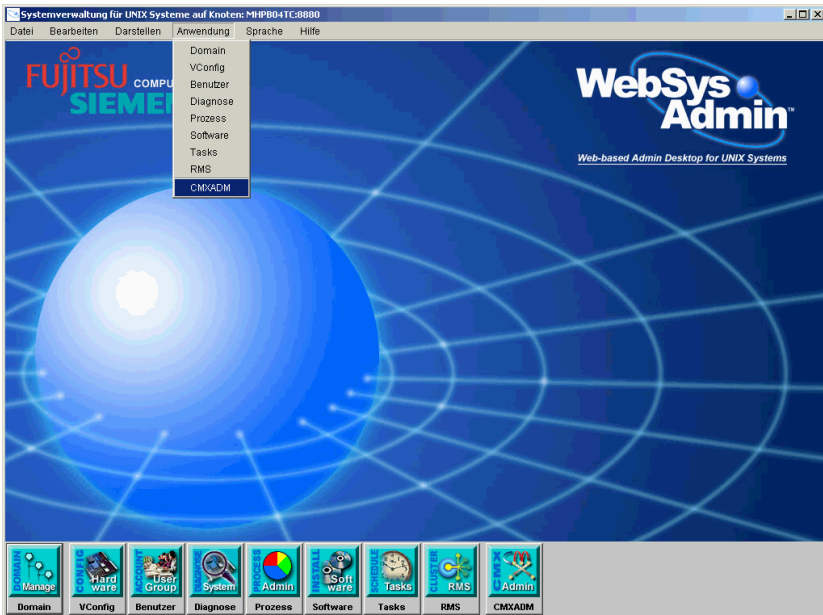 Systemverwaltung für UNIX Systeme auf Knoten: MHPB04TC:8880
Datei Bearbeiten Darstellen Anwendung Sprache Hilfe
Domain
VConfig
Benutzer
Diagnose
Prozess
Software
Tasks
RMS
CMXADM
FUJITSU COMPU
SIEME
WebSys
Admin™
Web-based Admin Desktop for UNIX Systems
DOMAIN
Manage
CONFIG
Hard
ware
ACCOUNT
User
Group
DIAGNOSE
System
PROCESS
Admin
INSTALL
Soft
ware
SCHEDULE
Tasks
CLUSTER
RMS
CMX
Admin
Domain VConfig Benutzer Diagnose Prozess Software Tasks RMS CMXADM